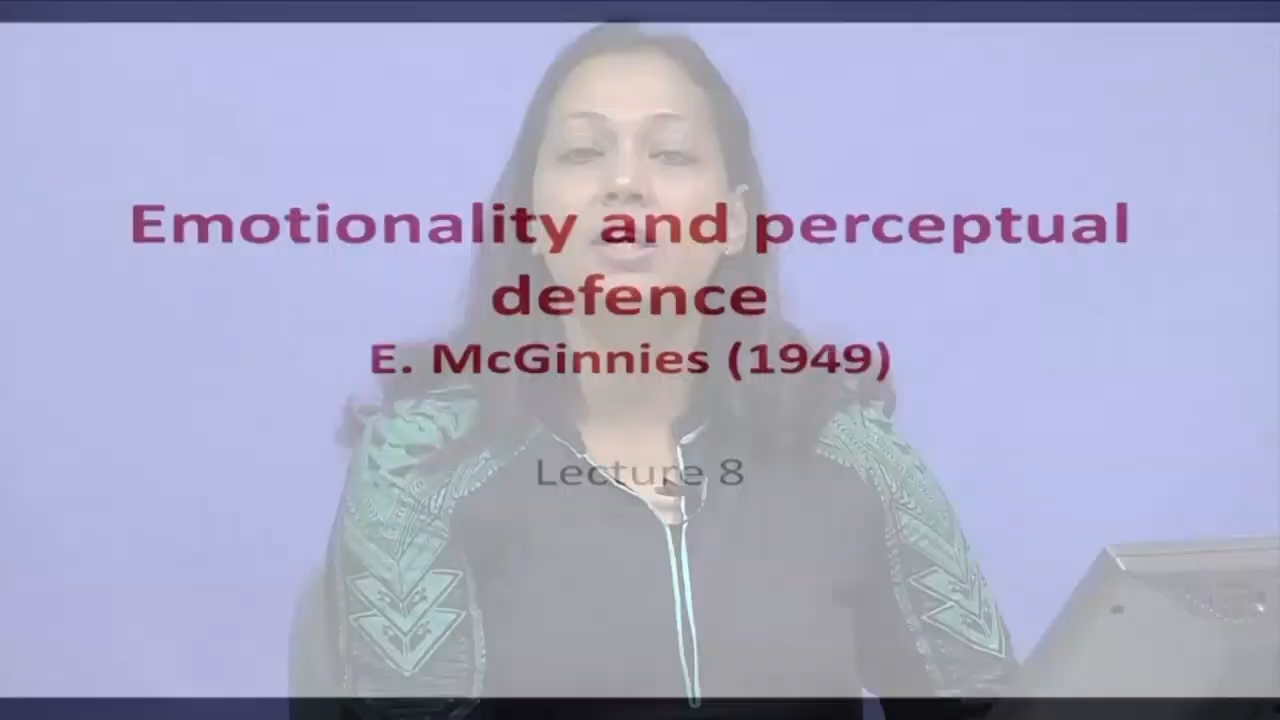 Emotionality and perceptual
defence
E. McGinnies (1949)
Lecture 8